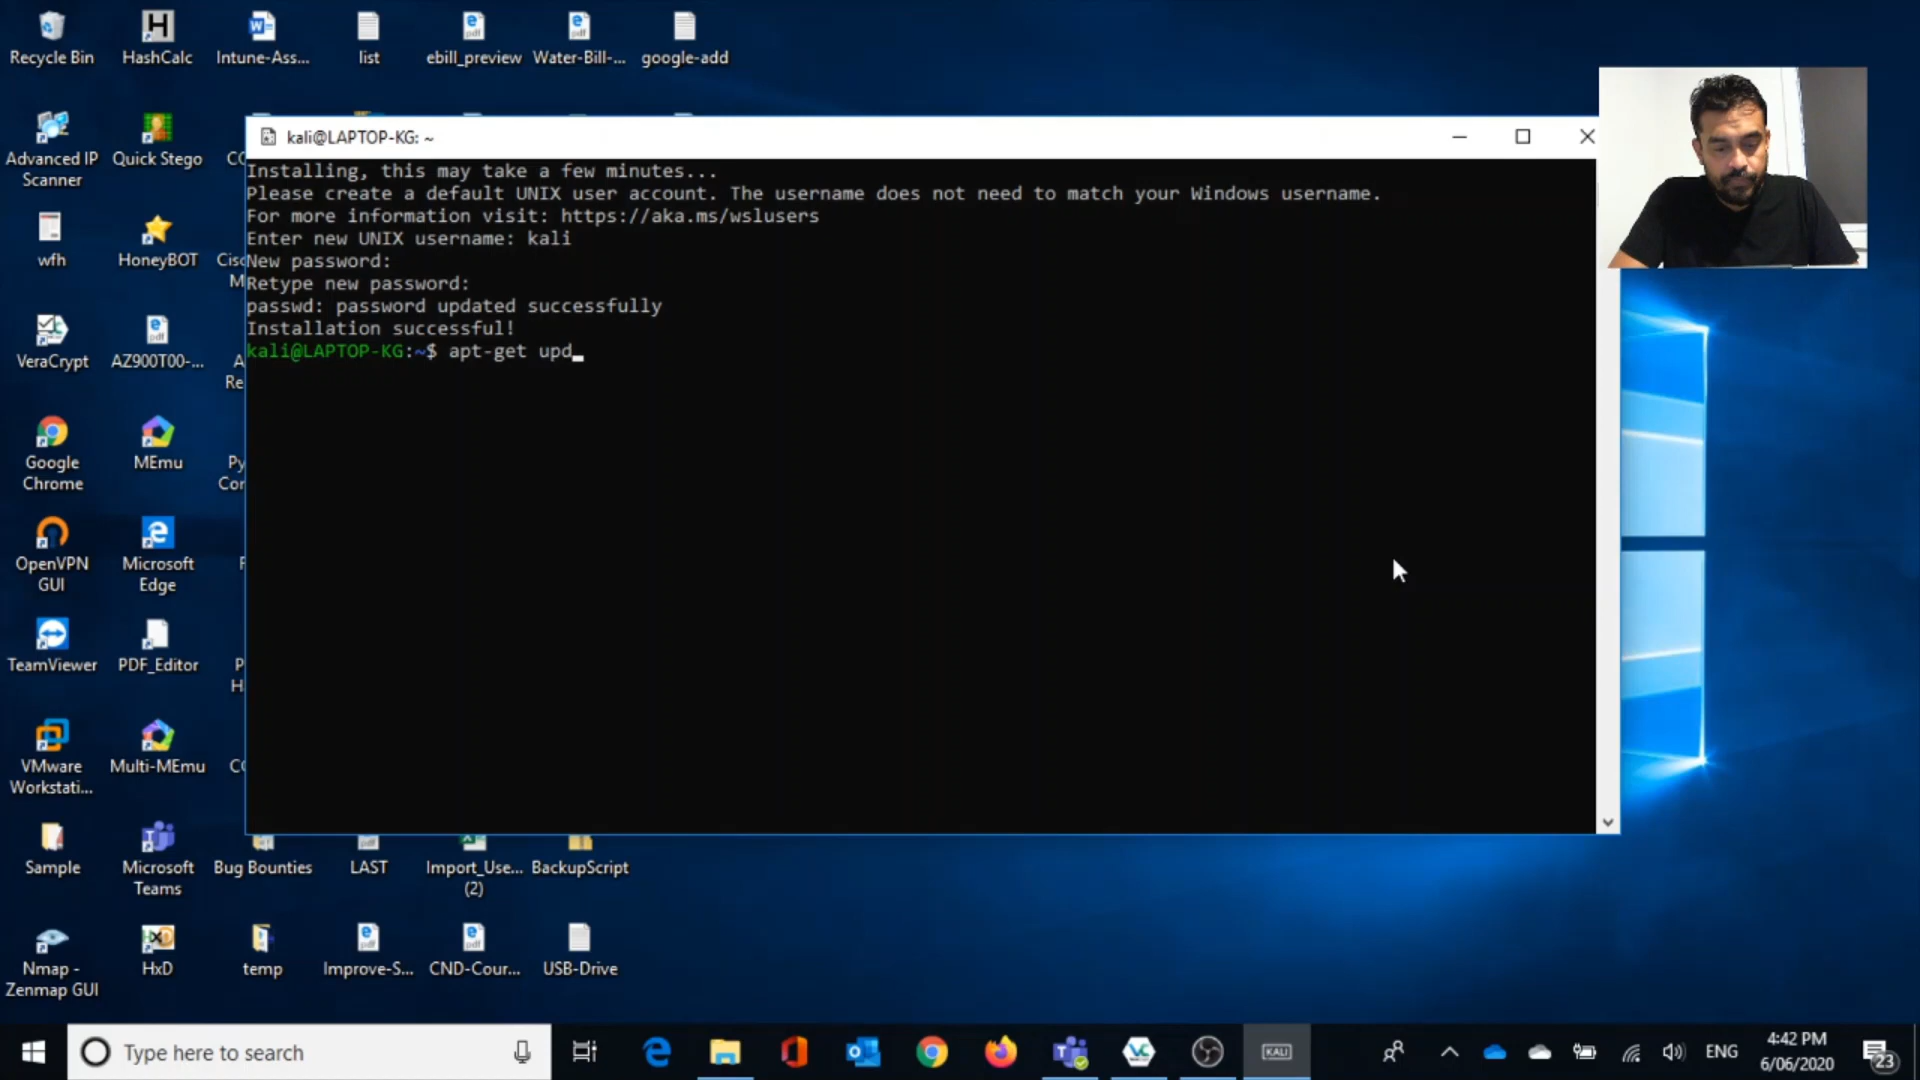 Recycle Bin
HashCalc
Intune-Ass...
list
ebill_preview
Water-Bill-...
google-add
Advanced IP
Scanner
Quick Stego
kali@LAPTOP-KG: ~
Installing, this may take a few minutes...
Please create a default UNIX user account. The username does not need to match your Windows username.
For more information visit: https://aka.ms/wslusers
Enter new UNIX username: kali
New password:
Retype new password:
passwd: password updated successfully
Installation successful!
kali@LAPTOP-KG:~$ apt-get upd_
wfh
HoneyBOT
VeraCrypt
AZ900T00-...
Google
Chrome
MEmu
OpenVPN
GUI
Microsoft
Edge
TeamViewer
PDF_Editor
VMware
Workstati...
Multi-MEmu
Sample
Microsoft
Teams
Bug Bounties
LAST
Import_Use...
(2)
BackupScript
Nmap -
Zenmap GUI
HxD
temp
Improve-S...
CND-Cour...
USB-Drive
Type here to search
KALI
ENG
4:42 PM
6/06/2020
23